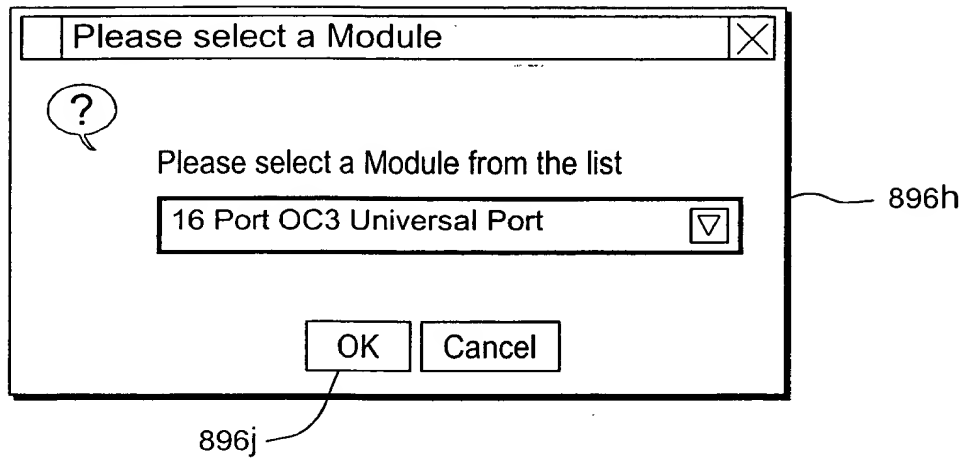 Please select a Module
?
Please select a Module from the list
16 Port OC3 Universal Port
896h
OK Cancel
896j